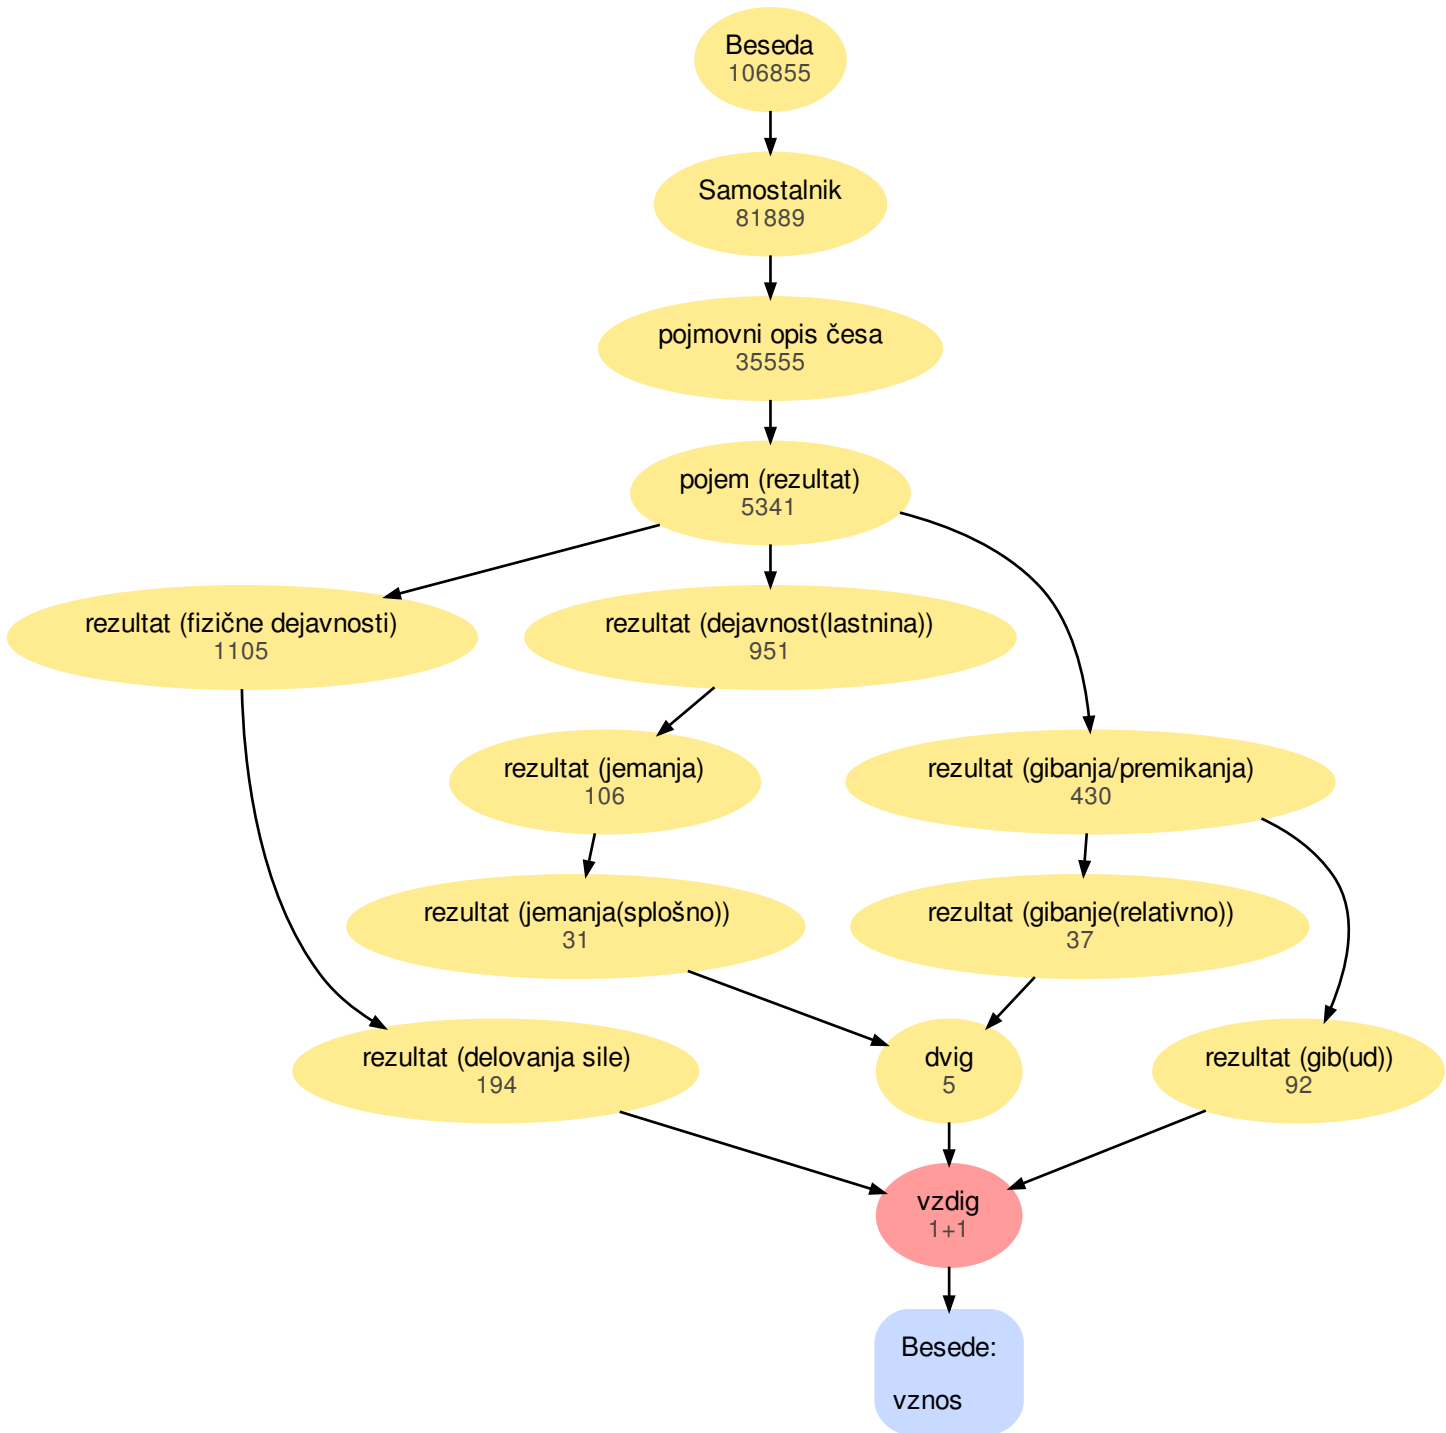 Beseda
106855
Samostalnik
81889
pojmovni opis česa
35555
pojem (rezultat)
5341
rezultat (fizične dejavnosti)
1105
rezultat (dejavnost(lastnina))
951
rezultat (jemanja)
106
rezultat (gibanja/premikanja)
430
rezultat (jemanja(splošno))
31
rezultat (gibanje(relativno))
37
rezultat (delovanja sile)
194
dvig
5
rezultat (gib(ud))
92
vzdig
1+1
Besede:
vznos